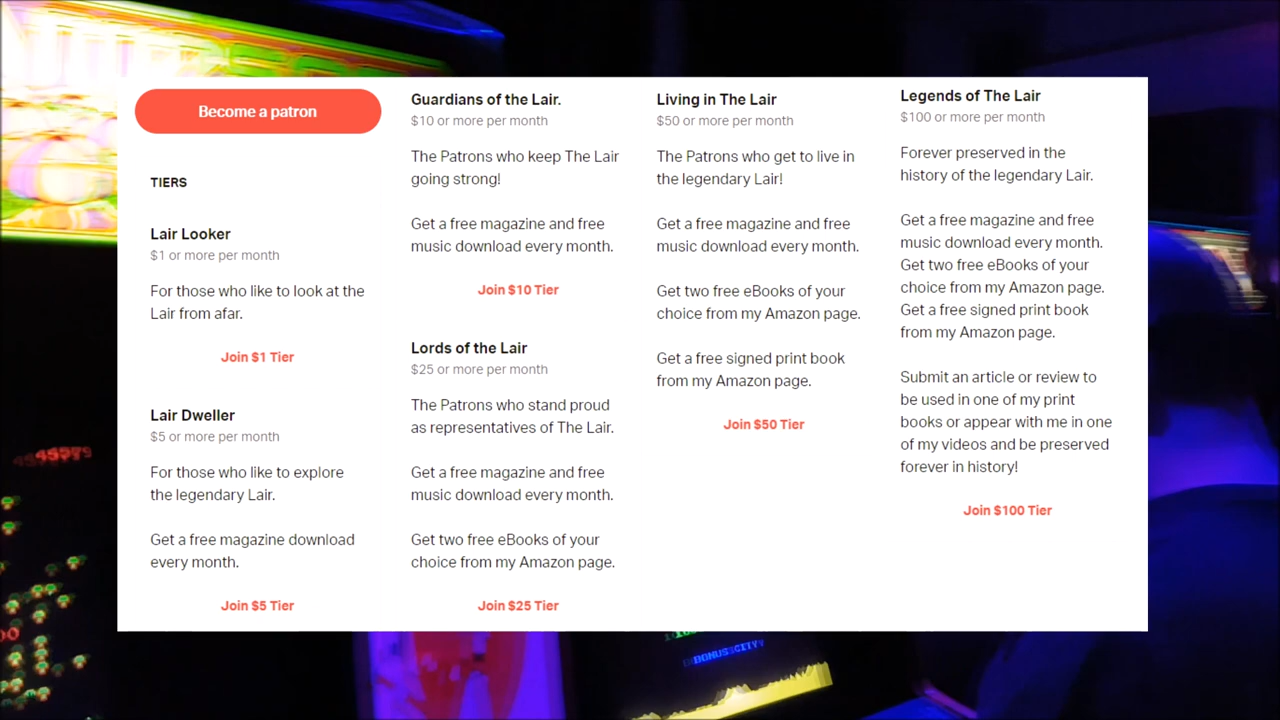 Become a patron
TIERS
Lair Looker
$1 or more per month
For those who like to look at the
Lair from afar.
Join $1 Tier
Lair Dweller
$5 or more per month
For those who like to explore
the legendary Lair.
Get a free magazine download
every month.
Join $5 Tier
Guardians of the Lair.
$10 or more per month
The Patrons who keep The Lair
going strong!
Get a free magazine and free
music download every month.
Join $10 Tier
Lords of the Lair
$25 or more per month
The Patrons who stand proud
as representatives of The Lair.
Get a free magazine and free
music download every month.
Get two free eBooks of your
choice from my Amazon page.
Join $25 Tier
Living in The Lair
$50 or more per month
The Patrons who get to live in
the legendary Lair!
Get a free magazine and free
music download every month.
Get two free eBooks of your
choice from my Amazon page.
Get a free signed print book
from my Amazon page.
Join $50 Tier
Legends of The Lair
$100 or more per month
Forever preserved in the
history of the legendary Lair.
Get a free magazine and free
music download every month.
Get two free eBooks of your
choice from my Amazon page.
Get a free signed print book
from my Amazon page.
Submit an article or review to
be used in one of my print
books or appear with me in one
of my videos and be preserved
forever in history!
Join $100 Tier
BONUS CITY